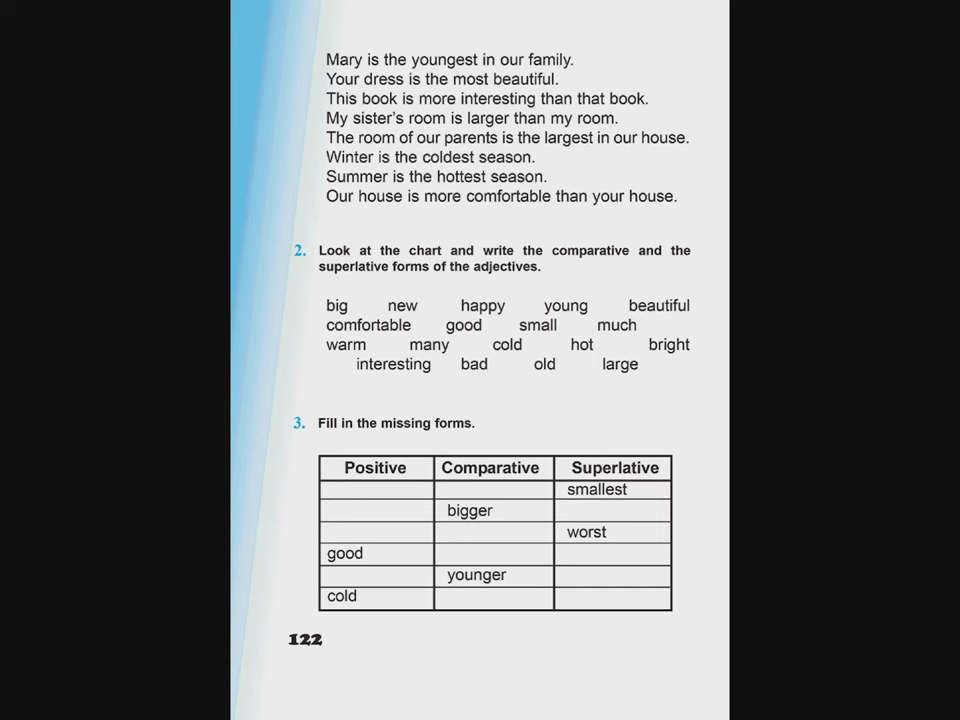 Mary is the youngest in our family.
Your dress is the most beautiful.
This book is more interesting than that book.
My sister's room is larger than my room.
The room of our parents is the largest in our house.
Winter is the coldest season.
Summer is the hottest season.
Our house is more comfortable than your house.
2. Look at the chart and write the comparative and the
superlative forms of the adjectives.
big new happy young beautiful
comfortable good small much
warm many cold hot bright
interesting bad old large
3. Fill in the missing forms.
Positive Comparative Superlative
smallest
bigger
worst
good
younger
cold
122